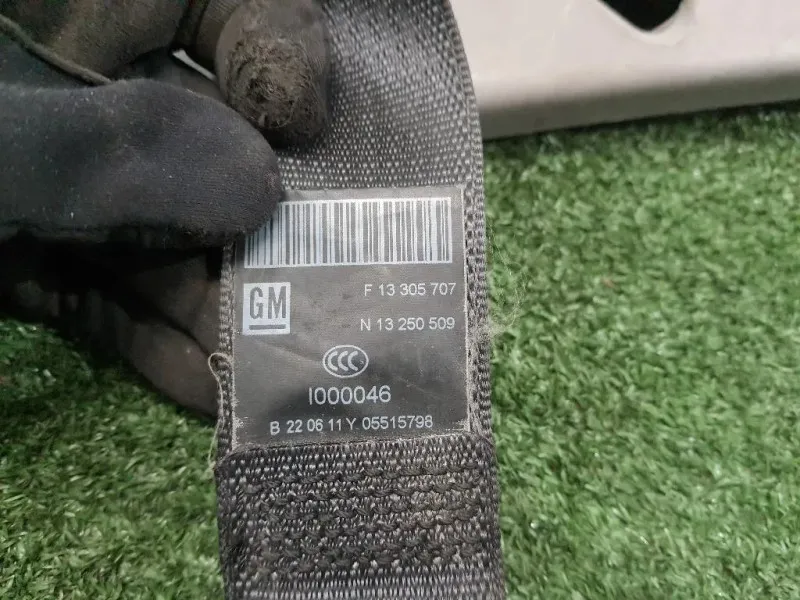 F 13 305 707
GM
N 13 250 509
CCC
I000046
B 22 06 11 Y 05515798